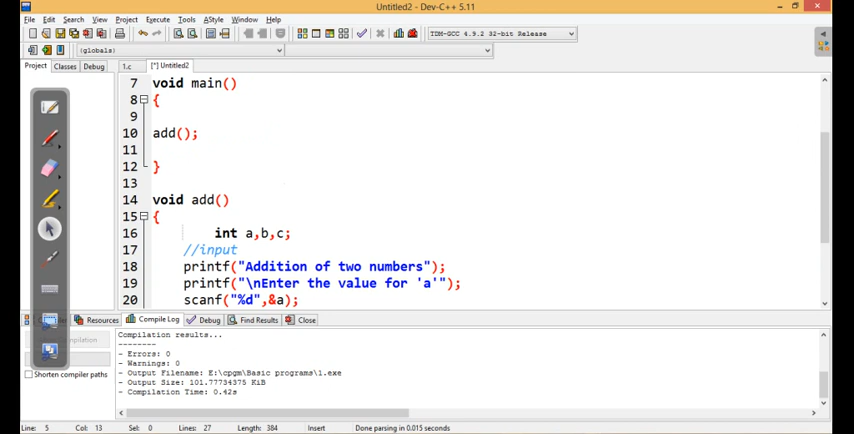 Untitled2 - Dev-C++ 5.11
File Edit Search View Project Execute Tools AStyle Window Help
TDM-GCC 4.9.2 32-bit Release
(globals)
Project Classes Debug 1.c [*] Untitled2
7 void main()
8 {
9
10 add();
11
12 }
13
14 void add()
15 {
16 int a,b,c;
17 //input
18 printf("Addition of two numbers");
19 printf("\nEnter the value for 'a'");
20 scanf("%d",&a);
Resources Compile Log Debug Find Results Close
Compilation results...
--------
- Errors: 0
- Warnings: 0
- Output Filename: E:\cpgm\Basic programs\1.exe
- Output Size: 101.77734375 KiB
- Compilation Time: 0.42s
Shorten compiler paths
Line: 5 Col: 13 Sel: 0 Lines: 27 Length: 384 Insert Done parsing in 0.015 seconds